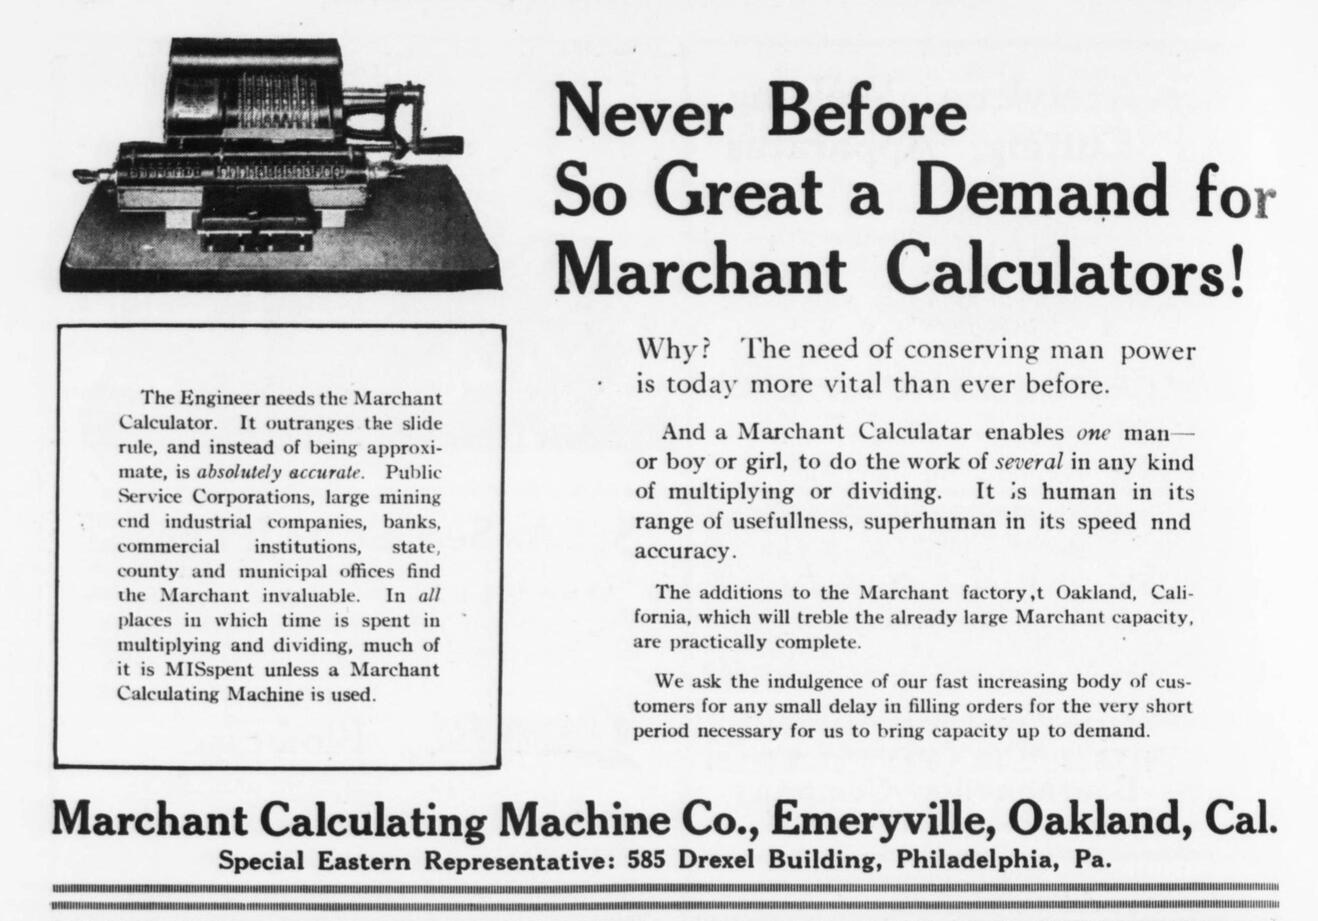 Never Before
So Great a Demand for
Marchant Calculators!
The Engineer needs the Marchant
Calculator. It outranges the slide
rule, and instead of being approxi-
mate, is absolutely accurate. Public
Service Corporations, large mining
cnd industrial companies, banks,
commercial institutions, state,
county and municipal offices find
the Marchant invaluable. In all
places in which time is spent in
multiplying and dividing, much of
it is MISspent unless a Marchant
Calculating Machine is used.
Why? The need of conserving man power
is today more vital than ever before.
And a Marchant Calculatar enables one man—
or boy or girl, to do the work of several in any kind
of multiplying or dividing. It is human in its
range of usefullness, superhuman in its speed nnd
accuracy.
The additions to the Marchant factory,t Oakland, Cali-
fornia, which will treble the already large Marchant capacity,
are practically complete.
We ask the indulgence of our fast increasing body of cus-
tomers for any small delay in filling orders for the very short
period necessary for us to bring capacity up to demand.
Marchant Calculating Machine Co., Emeryville, Oakland, Cal.
Special Eastern Representative: 585 Drexel Building, Philadelphia, Pa.